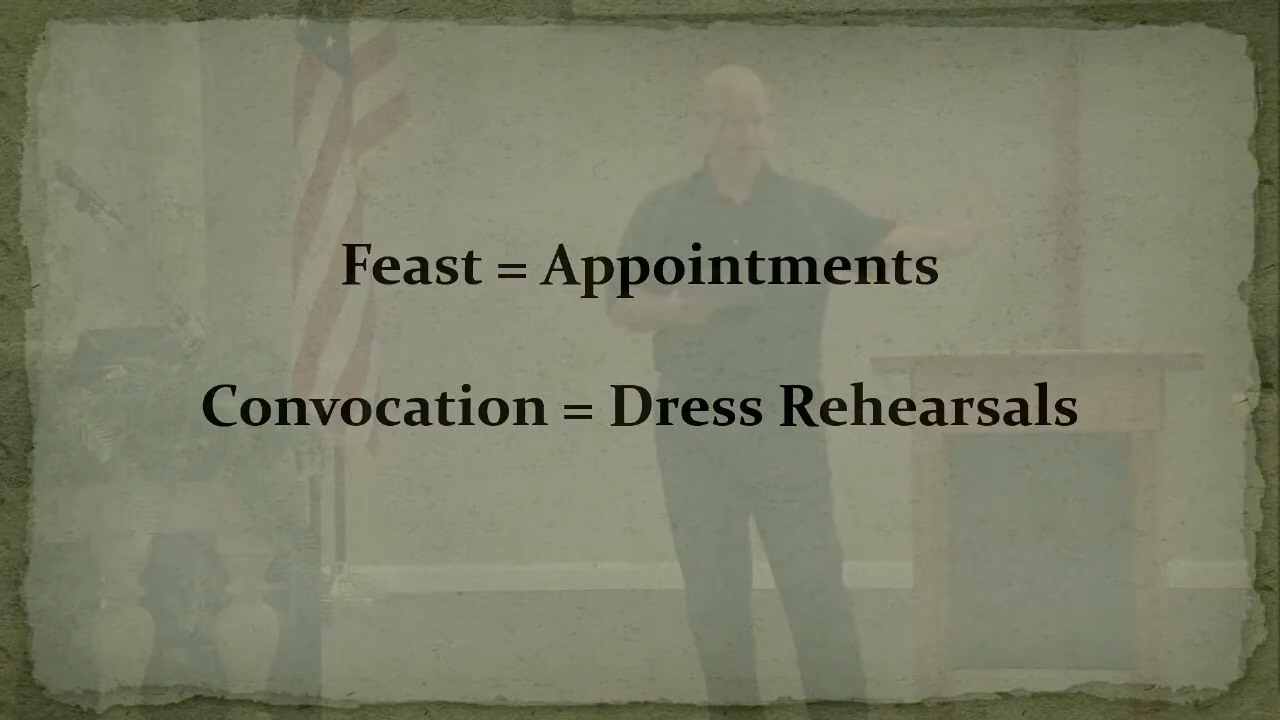 Feast = Appointments
Convocation = Dress Rehearsals